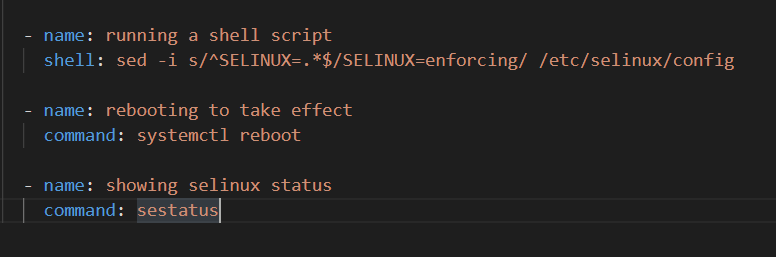 - name: running a shell script
shell: sed -i s/^SELINUX=.*$/SELINUX=enforcing/ /etc/selinux/config
- name: rebooting to take effect
command: systemctl reboot
- name: showing selinux status
command: sestatus